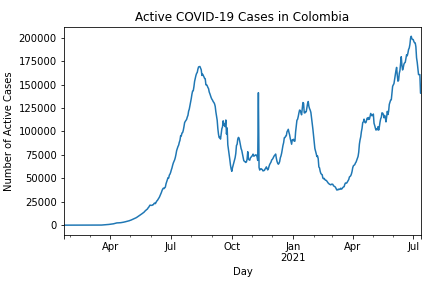 Active COVID-19 Cases in Colombia
200000
175000
150000
125000
100000
75000
50000
25000
0
Number of Active Cases
Apr
Jul
Oct
Jan
2021
Apr
Jul
Day